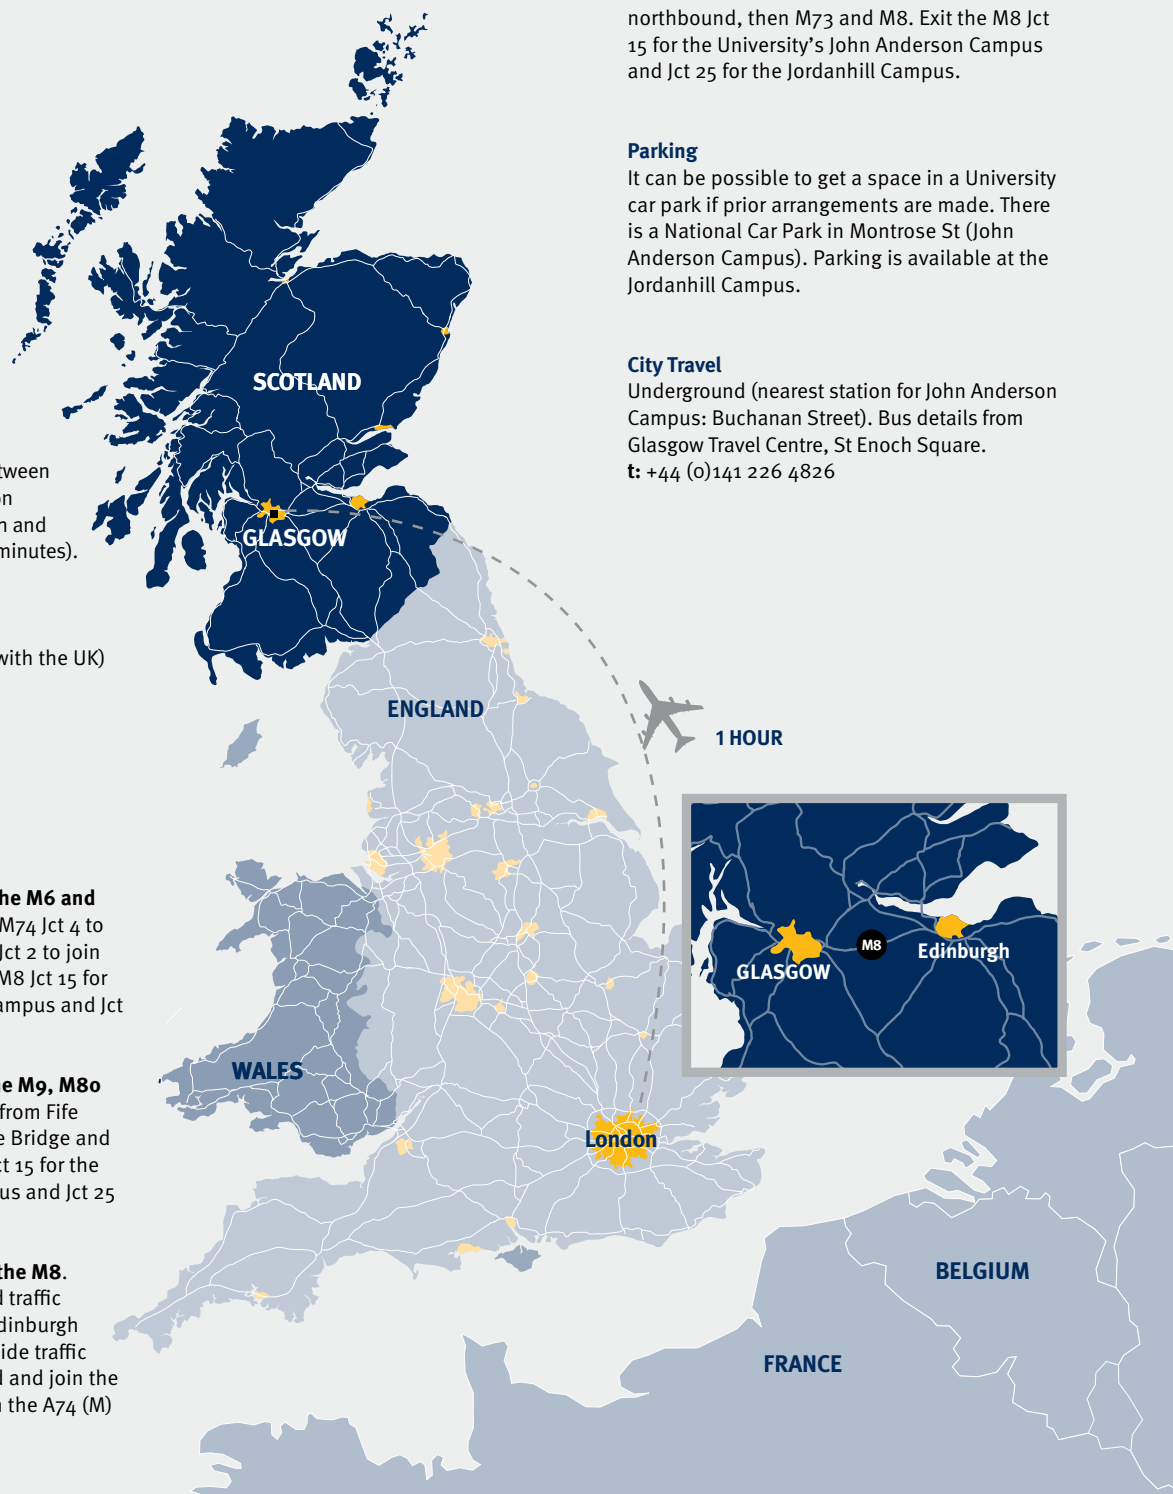 northbound, then M73 and M8. Exit the M8 Jct
15 for the University’s John Anderson Campus
and Jct 25 for the Jordanhill Campus.
Parking
It can be possible to get a space in a University
car park if prior arrangements are made. There
is a National Car Park in Montrose St (John
Anderson Campus). Parking is available at the
Jordanhill Campus.
City Travel
Underground (nearest station for John Anderson
Campus: Buchanan Street). Bus details from
Glasgow Travel Centre, St Enoch Square.
t: +44 (0)141 226 4826
SCOTLAND
GLASGOW
minutes).
with the UK)
ENGLAND
1 HOUR
M8
Edinburgh
GLASGOW
the M6 and
M74 Jct 4 to
Jct 2 to join
M8 Jct 15 for
ampus and Jct
WALES
e M9, M80
from Fife
e Bridge and
ct 15 for the
us and Jct 25
London
the M8.
d traffic
dinburgh
ide traffic
d and join the
the A74 (M)
BELGIUM
FRANCE